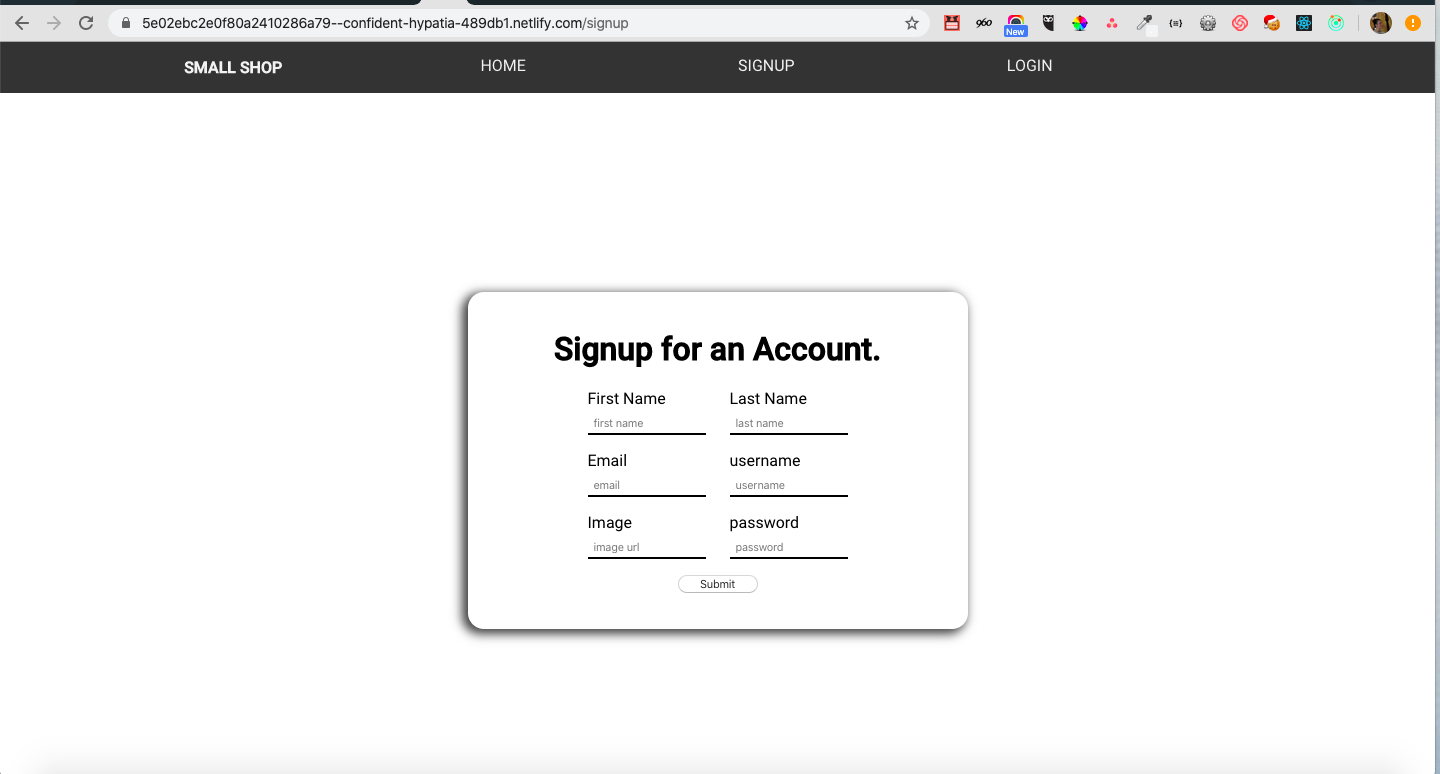 5e02ebc2e0f80a2410286a79--confident-hypatia-489db1.netlify.com/signup
960
New
{=}
SMALL SHOP HOME SIGNUP LOGIN
Signup for an Account.
First Name Last Name
first name last name
Email username
email username
Image password
image url password
Submit